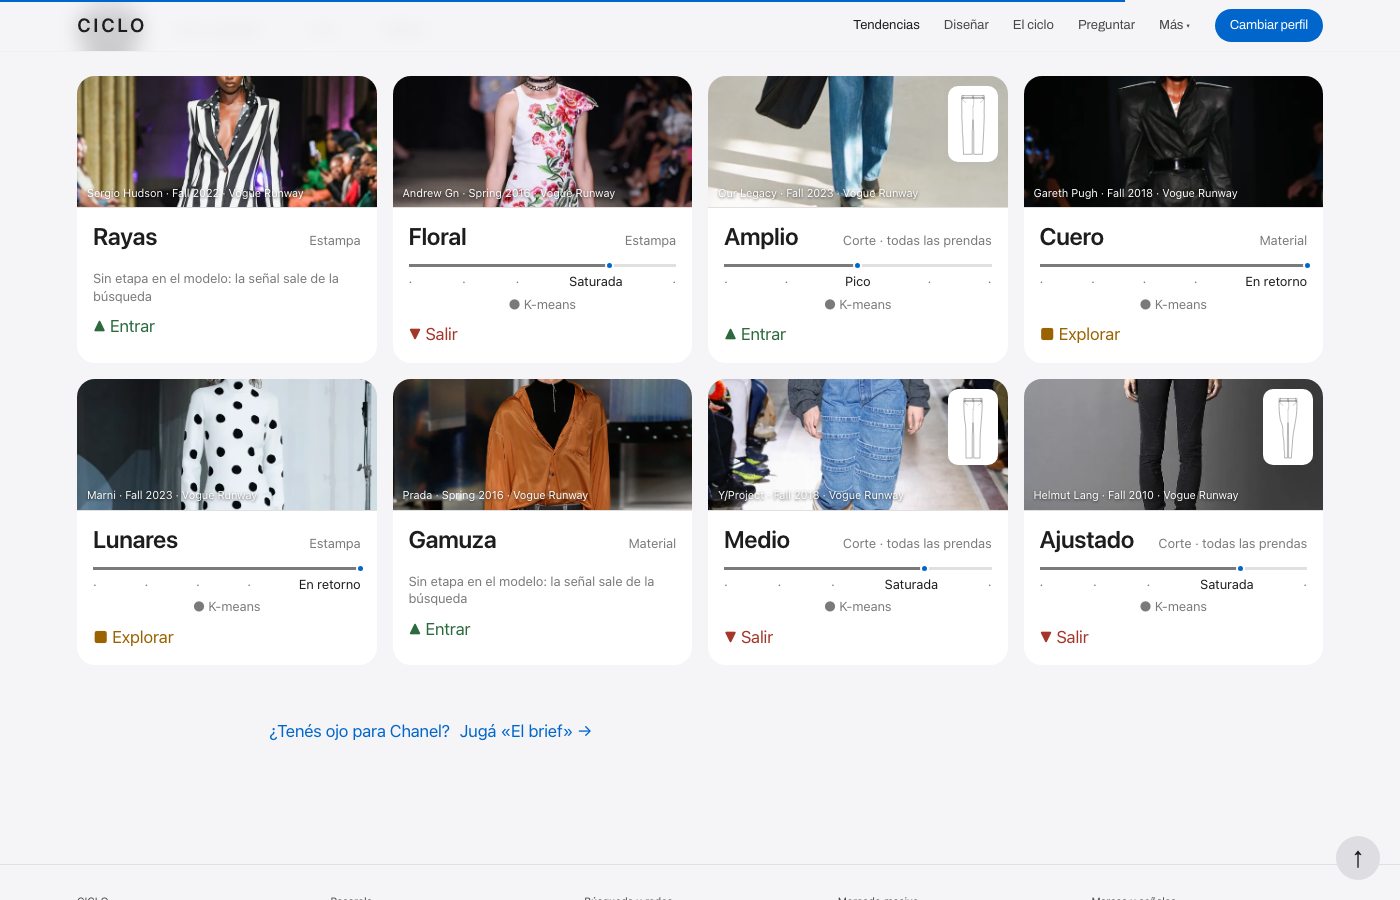 CICLO
Tendencias
Diseñar
El ciclo
Preguntar
Más
Cambiar perfil
Sergio Hudson · Fall 2022 · Vogue Runway
Andrew Gn · Spring 2016 · Vogue Runway
Our Legacy · Fall 2023 · Vogue Runway
Gareth Pugh · Fall 2018 · Vogue Runway
Rayas
Estampa
Sin etapa en el modelo: la señal sale de la
búsqueda
Entrar
Floral
Estampa
Saturada
K-means
Salir
Amplio
Corte · todas las prendas
Pico
K-means
Entrar
Cuero
Material
En retorno
K-means
Explorar
Marni · Fall 2023 · Vogue Runway
Prada · Spring 2016 · Vogue Runway
Y/Project · Fall 2018 · Vogue Runway
Helmut Lang · Fall 2010 · Vogue Runway
Lunares
Estampa
En retorno
K-means
Explorar
Gamuza
Material
Sin etapa en el modelo: la señal sale de la
búsqueda
Entrar
Medio
Corte · todas las prendas
Saturada
K-means
Salir
Ajustado
Corte · todas las prendas
Saturada
K-means
Salir
¿Tenés ojo para Chanel? Jugá «El brief» →